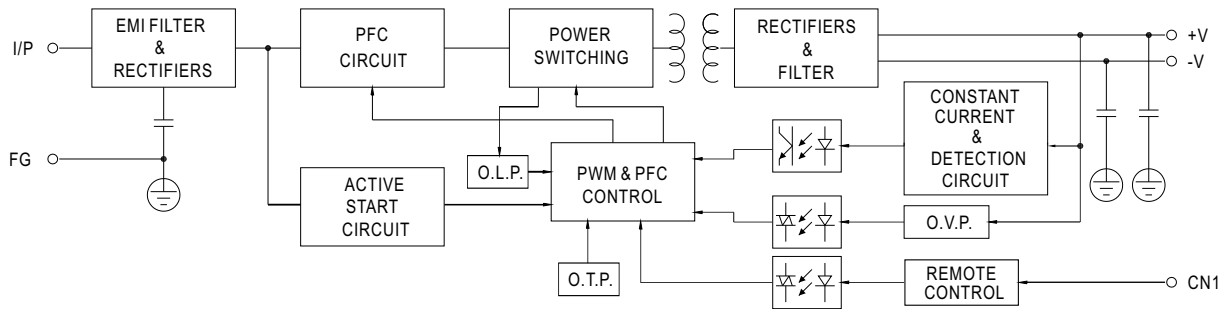 I/P
EMI FILTER
&
RECTIFIERS
PFC
CIRCUIT
POWER
SWITCHING
RECTIFIERS
&
FILTER
+V
-V
FG
ACTIVE
START
CIRCUIT
O.L.P.
PWM & PFC
CONTROL
O.T.P.
CONSTANT
CURRENT
&
DETECTION
CIRCUIT
O.V.P.
REMOTE
CONTROL
CN1